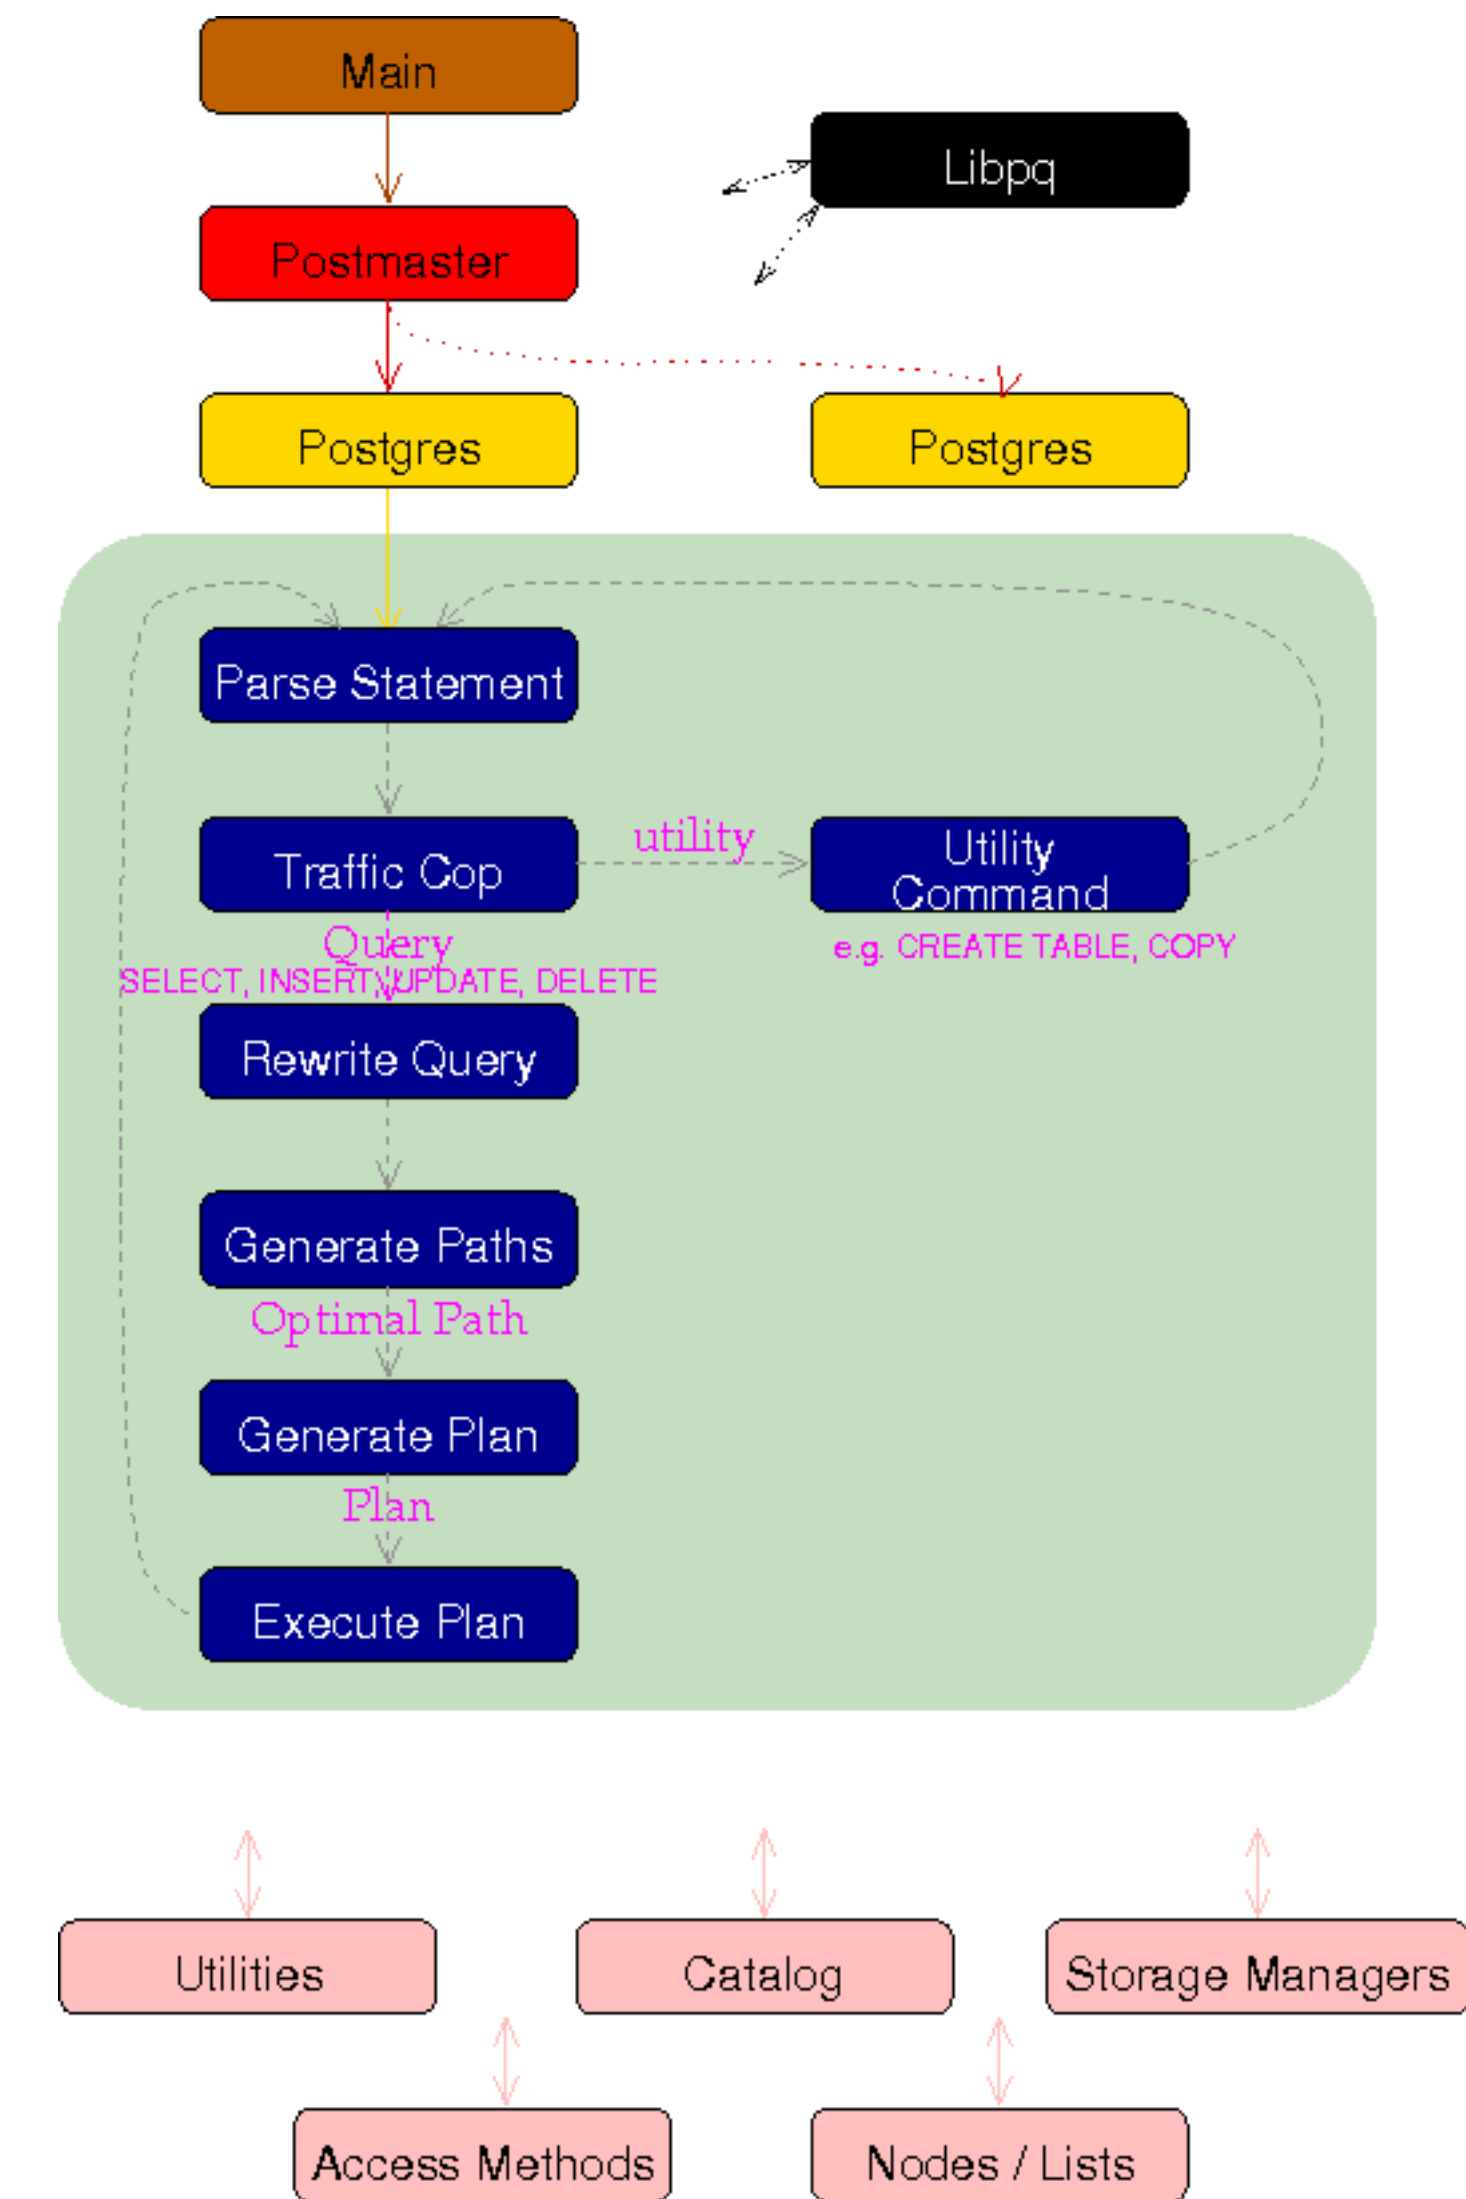 Main
Libpq
Postmaster
Postgres
Postgres
Parse Statement
Traffic Cop
utility
Utility
Command
Query
e.g. CREATE TABLE, COPY
SELECT, INSERT, UPDATE, DELETE
Rewrite Query
Generate Paths
Optimal Path
Generate Plan
Plan
Execute Plan
Utilities
Catalog
Storage Managers
Access Methods
Nodes / Lists